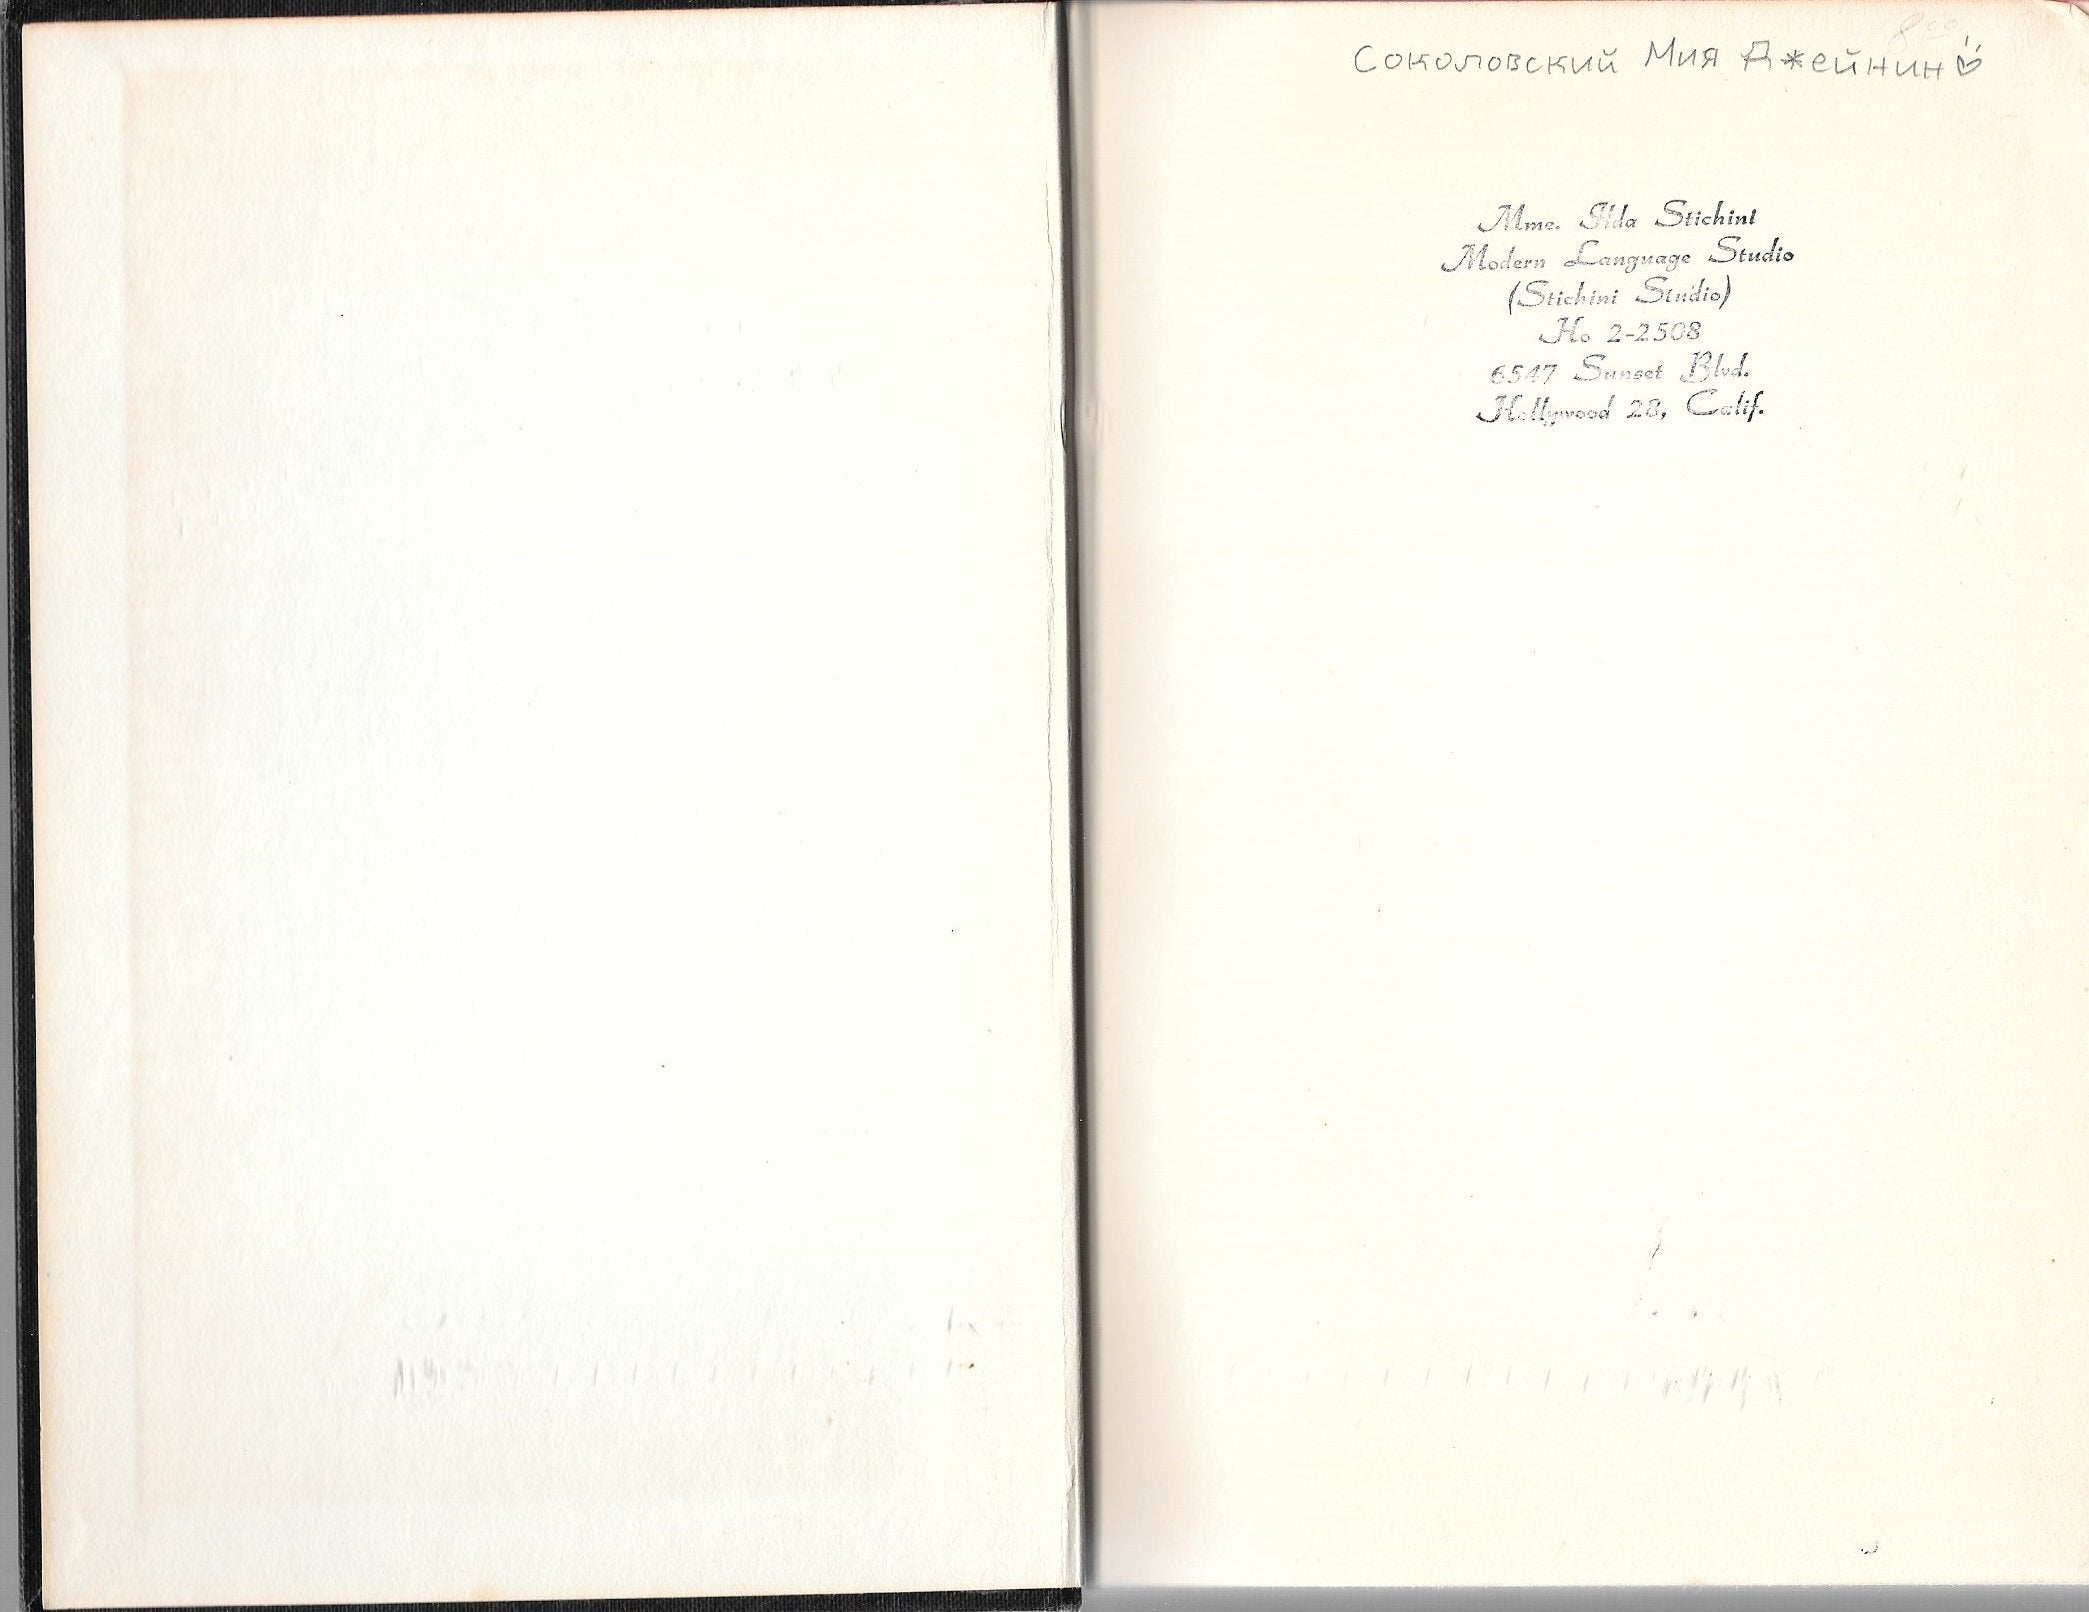 Соколовский Мия Джейнин
Mme. Ilda Stichini
Modern Language Studio
(Stichini Studio)
Ho 2-2508
6547 Sunset Blvd.
Hollywood 28, Calif.